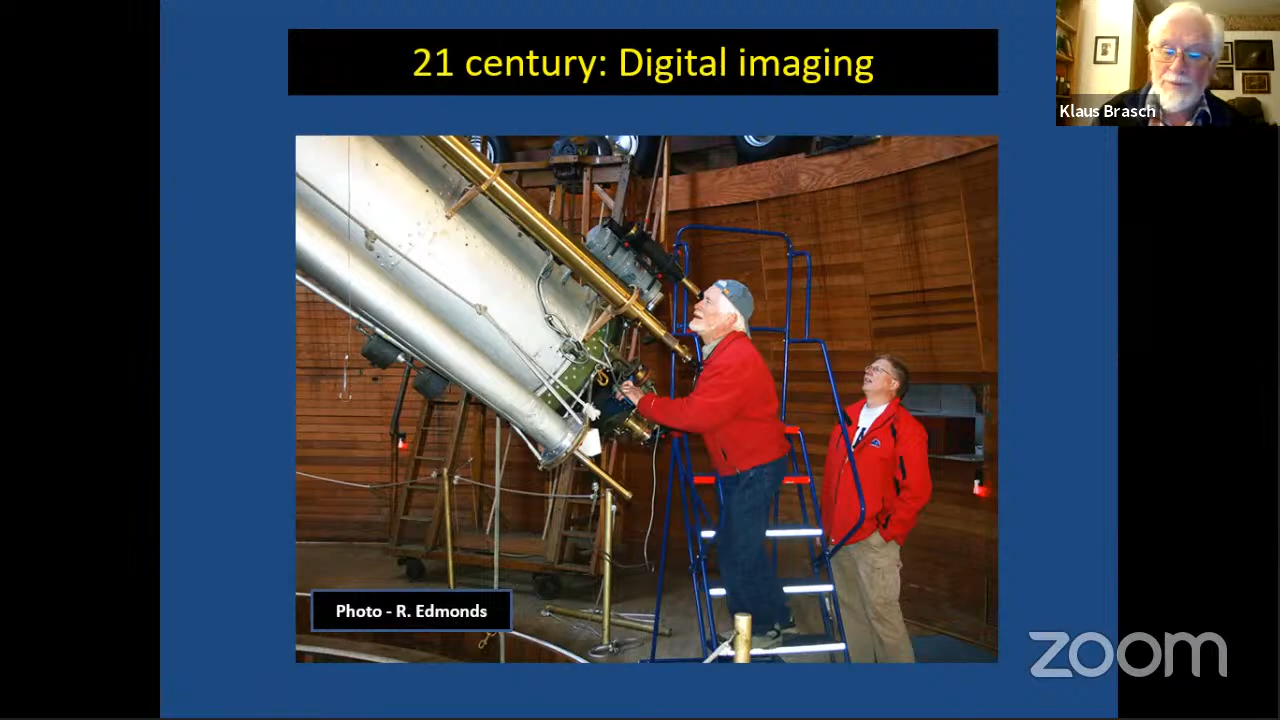 21 century: Digital imaging
Klaus Brasch
Photo - R. Edmonds
zoom